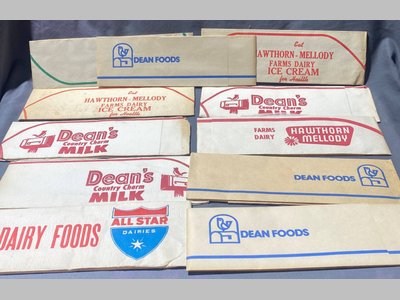 DEAN FOODS
Eat
HAWTHORN-MELLODY
FARMS DAIRY
ICE CREAM
for Health
Eat
HAWTHORN-MELLODY
FARMS DAIRY
ICE CREAM
for Health
Dean's
Country Charm
MILK
Dean's
Country Charm
MILK
FARMS
DAIRY
HAWTHORN
MELLODY
Dean's
Country Charm
MILK
DEAN FOODS
DAIRY FOODS
ALL STAR
DAIRIES
DEAN FOODS